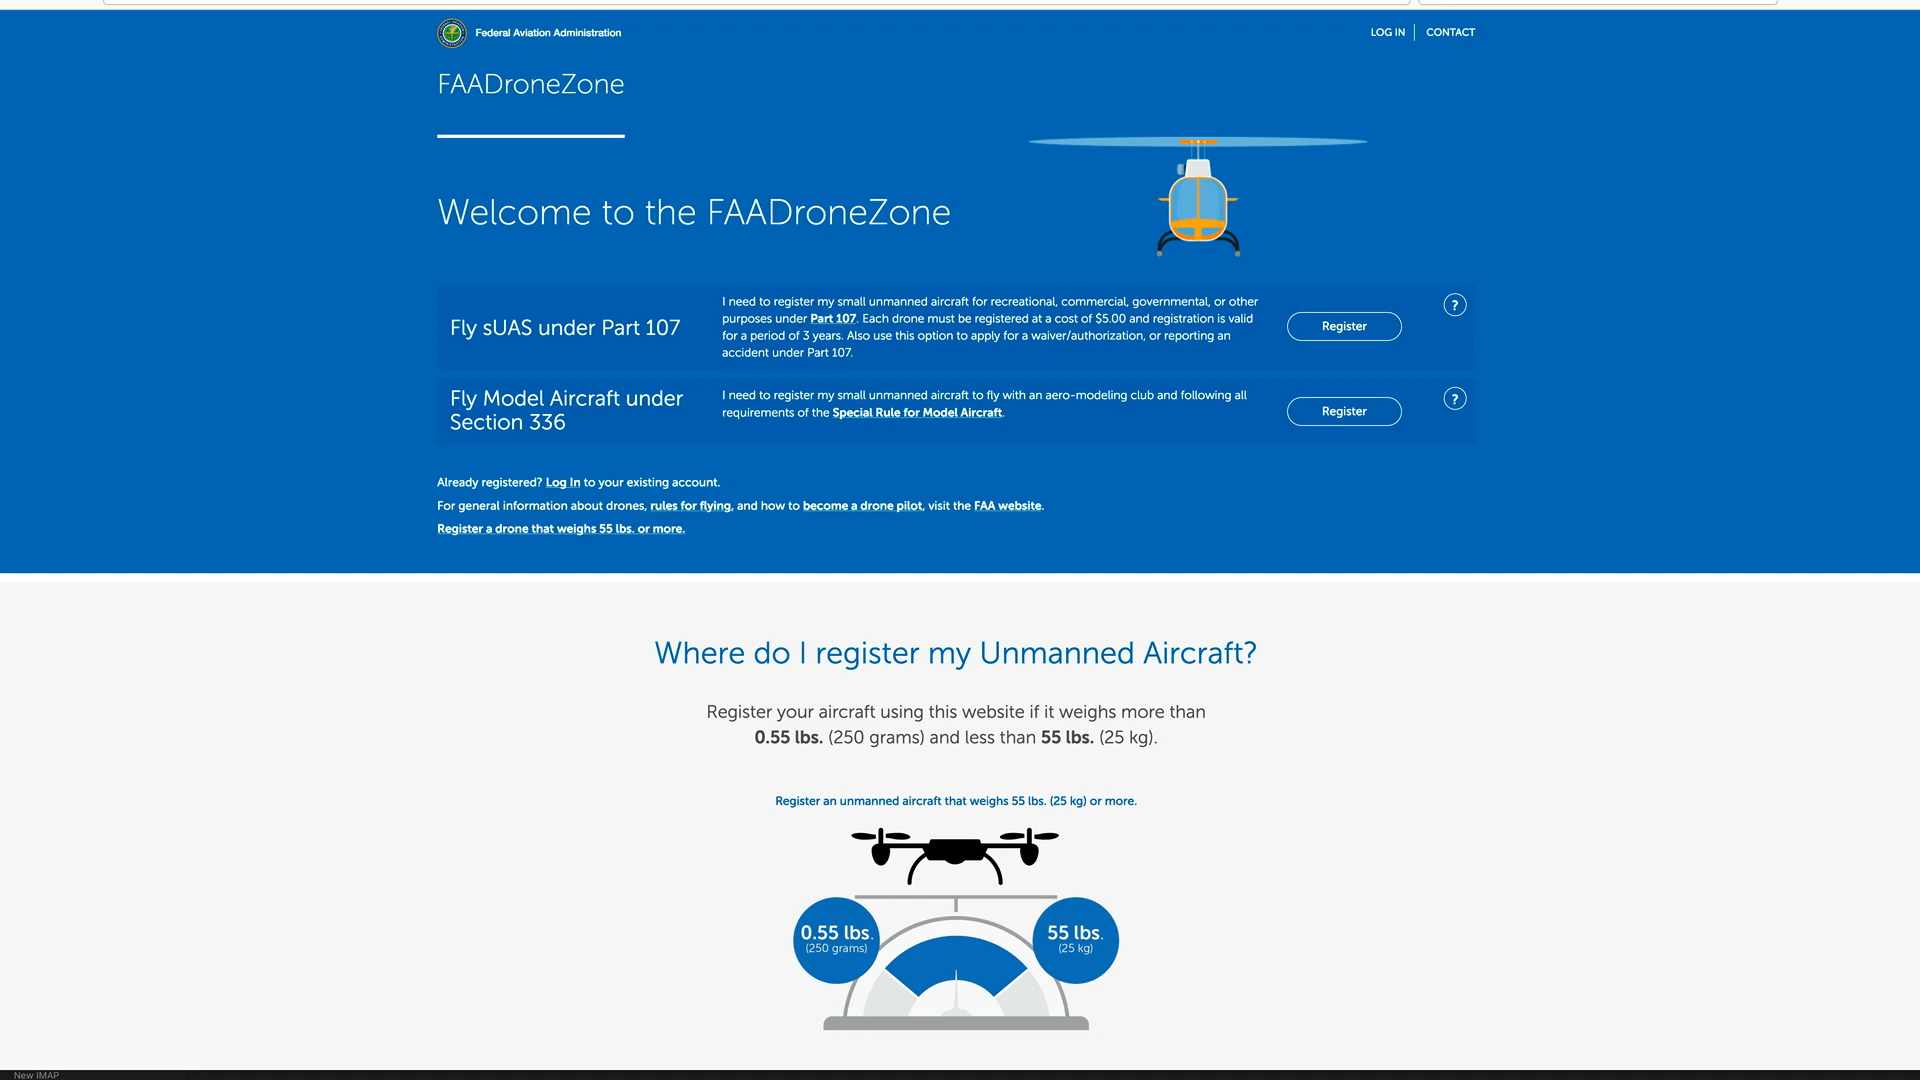 Federal Aviation Administration
LOG IN
CONTACT
FAADroneZone
Welcome to the FAADroneZone
Fly sUAS under Part 107
I need to register my small unmanned aircraft for recreational, commercial, governmental, or other
purposes under Part 107. Each drone must be registered at a cost of $5.00 and registration is valid
for a period of 3 years. Also use this option to apply for a waiver/authorization, or reporting an
accident under Part 107.
Register
?
Fly Model Aircraft under
Section 336
I need to register my small unmanned aircraft to fly with an aero-modeling club and following all
requirements of the Special Rule for Model Aircraft.
Register
?
Already registered? Log In to your existing account.
For general information about drones, rules for flying, and how to become a drone pilot, visit the FAA website.
Register a drone that weighs 55 lbs. or more.
Where do I register my Unmanned Aircraft?
Register your aircraft using this website if it weighs more than
0.55 lbs. (250 grams) and less than 55 lbs. (25 kg).
Register an unmanned aircraft that weighs 55 lbs. (25 kg) or more.
0.55 lbs.
(250 grams)
55 lbs.
(25 kg)
New IMAP